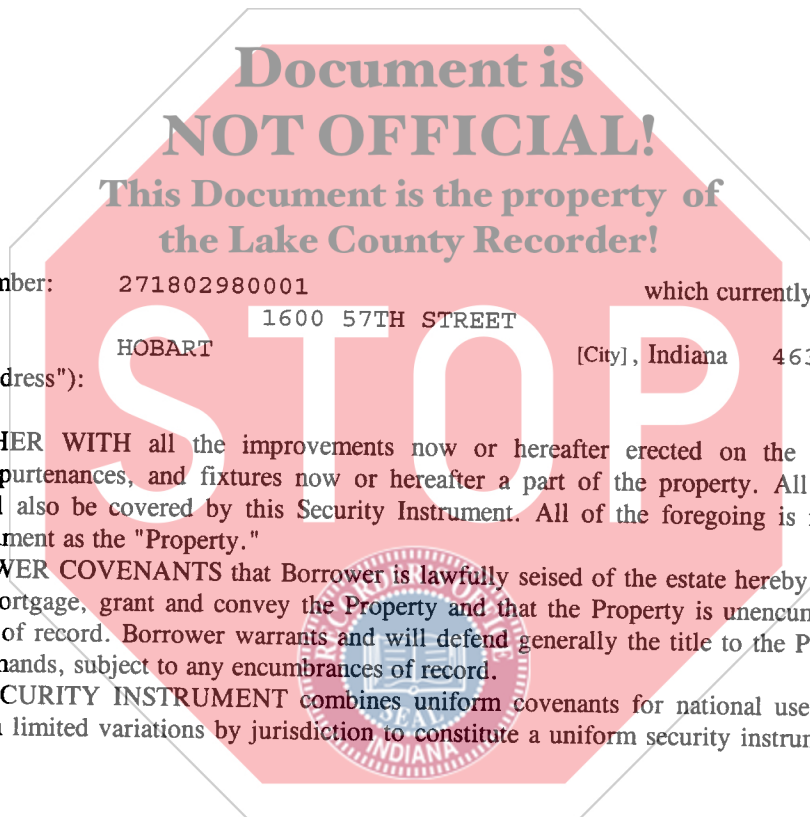 Document is
NOT OFFICIAL!
This Document is the property of
the Lake County Recorder!
mber: 271802980001 which currently
1600 57TH STREET
HOBART [City], Indiana 463
dress"):
STOP
HER WITH all the improvements now or hereafter erected on the
purtenances, and fixtures now or hereafter a part of the property. All
also be covered by this Security Instrument. All of the foregoing is
ment as the "Property."
WER COVENANTS that Borrower is lawfully seised of the estate hereby
ortgage, grant and convey the Property and that the Property is unencum
of record. Borrower warrants and will defend generally the title to the P
nands, subject to any encumbrances of record.
CURITY INSTRUMENT combines uniform covenants for national use
limited variations by jurisdiction to constitute a uniform security instrum
SEAL
INDIANA